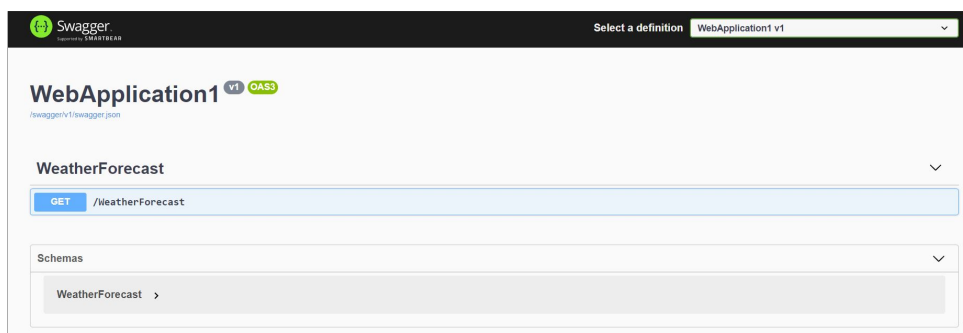 Swagger.
Supported by SMARTBEAR
Select a definition WebApplication1 v1
WebApplication1 v1 OAS3
/swagger/v1/swagger.json
WeatherForecast
GET /WeatherForecast
Schemas
WeatherForecast